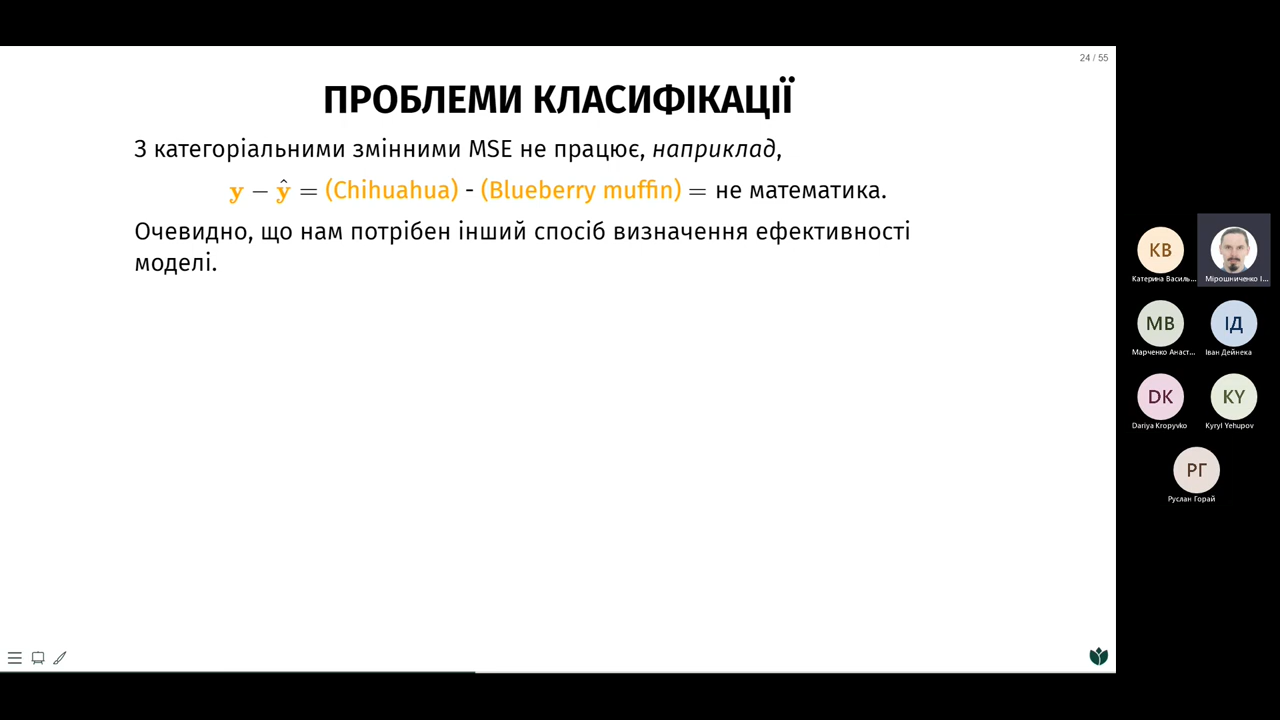 24 / 55
ПРОБЛЕМИ КЛАСИФІКАЦІЇ
З категоріальними змінними MSE не працює, наприклад,
y − ŷ = (Chihuahua) - (Blueberry muffin) = не математика.
Очевидно, що нам потрібен інший спосіб визначення ефективності
моделі.
КВ
Катерина Василь...
Мірошниченко І...
МВ
Марченко Анаст...
ІД
Іван Дейнека
DK
Dariya Kropyvko
KY
Kyryl Yehupov
РГ
Руслан Горай